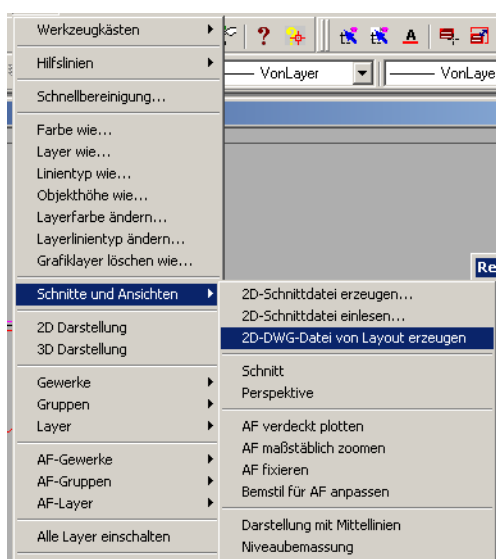 Werkzeugkästen
?
A
Hilfslinien
VonLayer
VonLaye
Schnellbereinigung...
Farbe wie...
Layer wie...
Linientyp wie...
Objekthöhe wie...
Layerfarbe ändern...
Layerlinientyp ändern...
Grafiklayer löschen wie...
Re
Schnitte und Ansichten
2D Darstellung
3D Darstellung
Gewerke
Gruppen
Layer
AF-Gewerke
AF-Gruppen
AF-Layer
Alle Layer einschalten
2D-Schnittdatei erzeugen...
2D-Schnittdatei einlesen...
2D-DWG-Datei von Layout erzeugen
Schnitt
Perspektive
AF verdeckt plotten
AF maßstäblich zoomen
AF fixieren
Bemstil für AF anpassen
Darstellung mit Mittellinien
Niveaubemassung